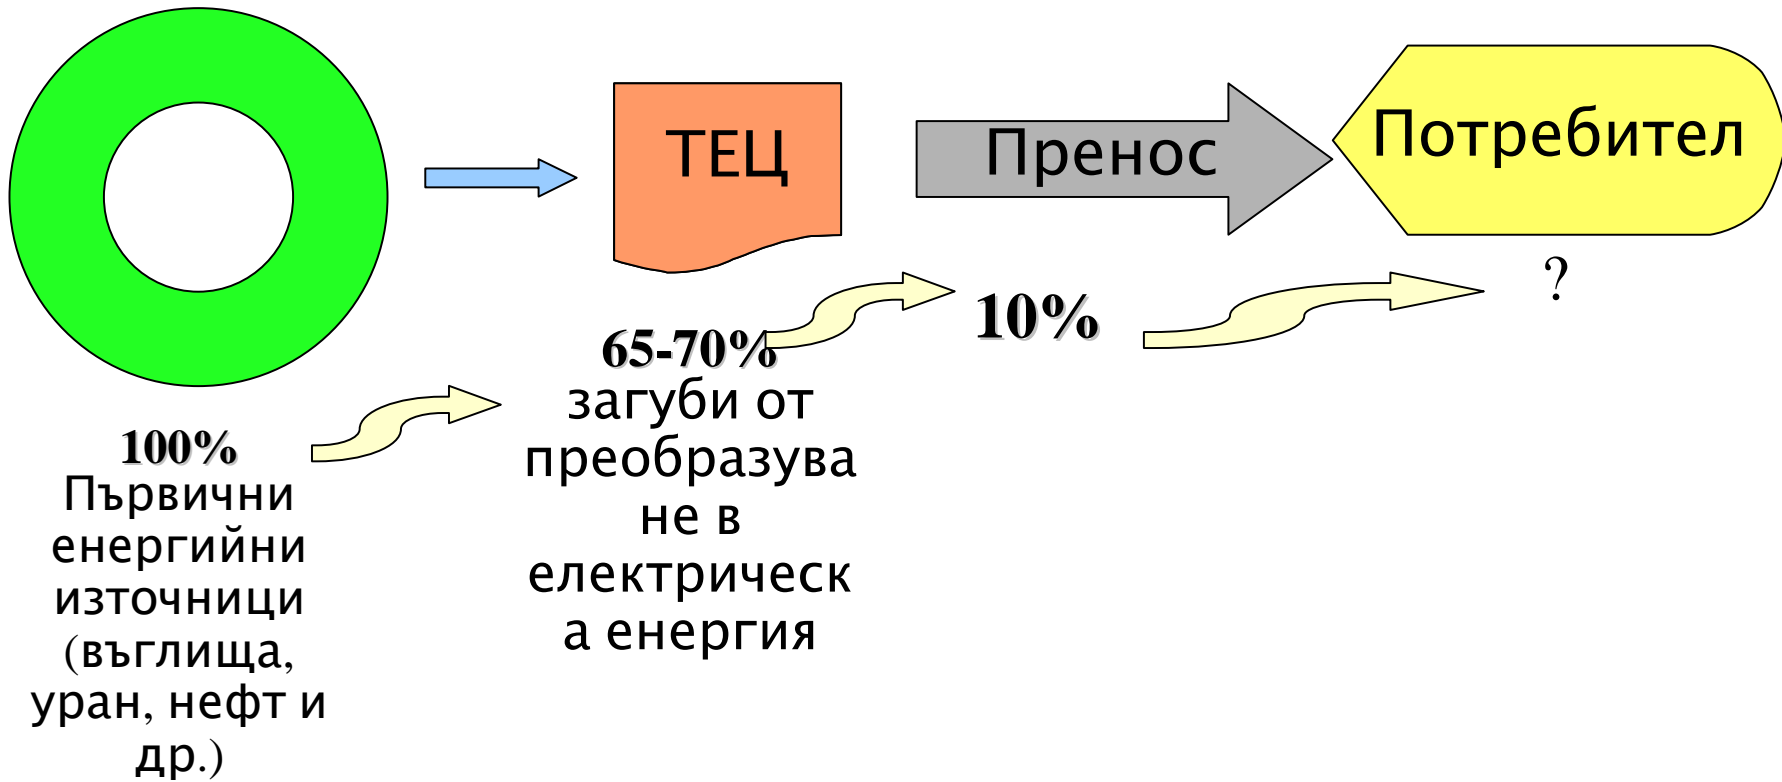 ТЕЦ
Пренос
Потребител
100%
Първични
енергийни
източници
(въглища,
уран, нефт и
др.)
65-70%
загуби от
преобразува
не в
електрическ
а енергия
10%
?